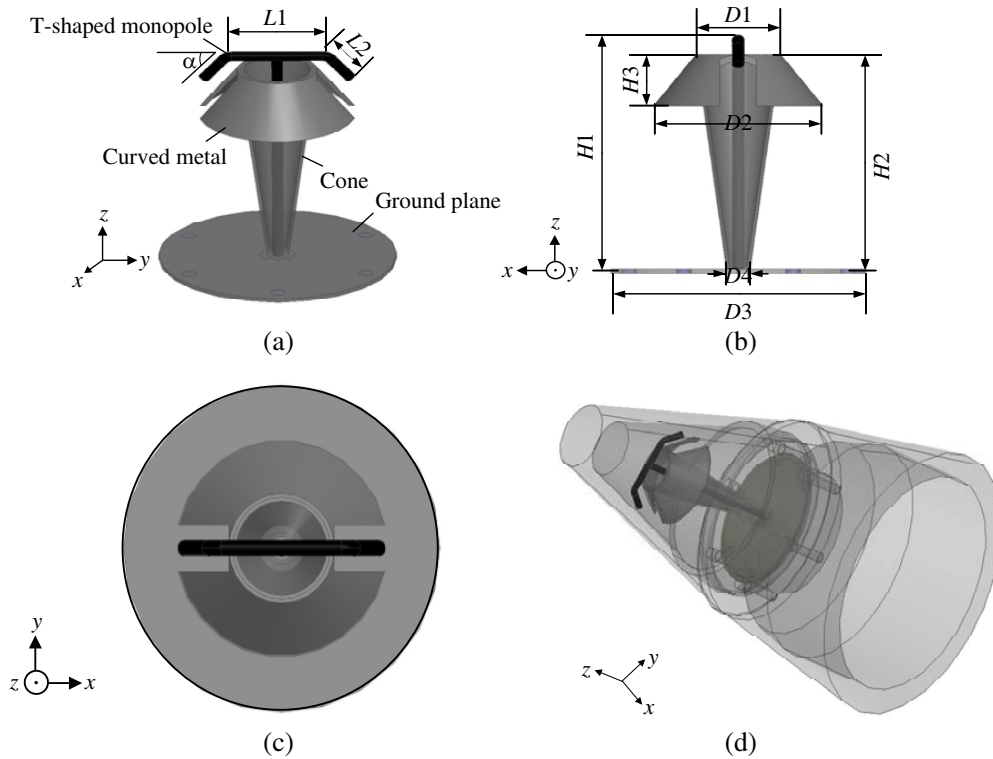 T-shaped monopole
L1
L2
α
Curved metal
Cone
Ground plane
z
x
y
(a)
D1
H3
D2
H1
H2
z
x
y
D4
D3
(b)
y
z
x
(c)
z
y
x
(d)